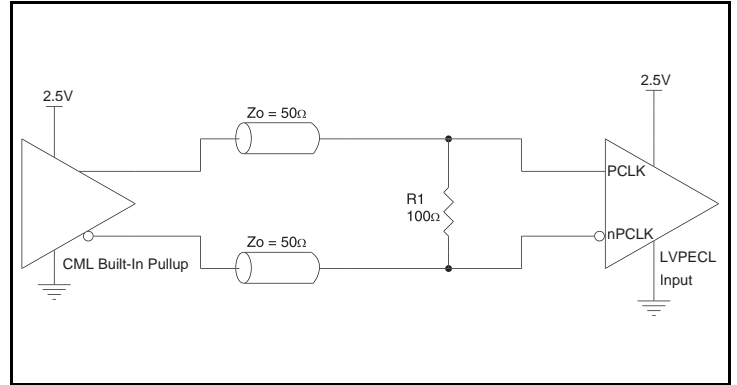 2.5V
2.5V
Zo = 50Ω
PCLK
R1
100Ω
nPCLK
Zo = 50Ω
CML Built-In Pullup
LVPECL
Input